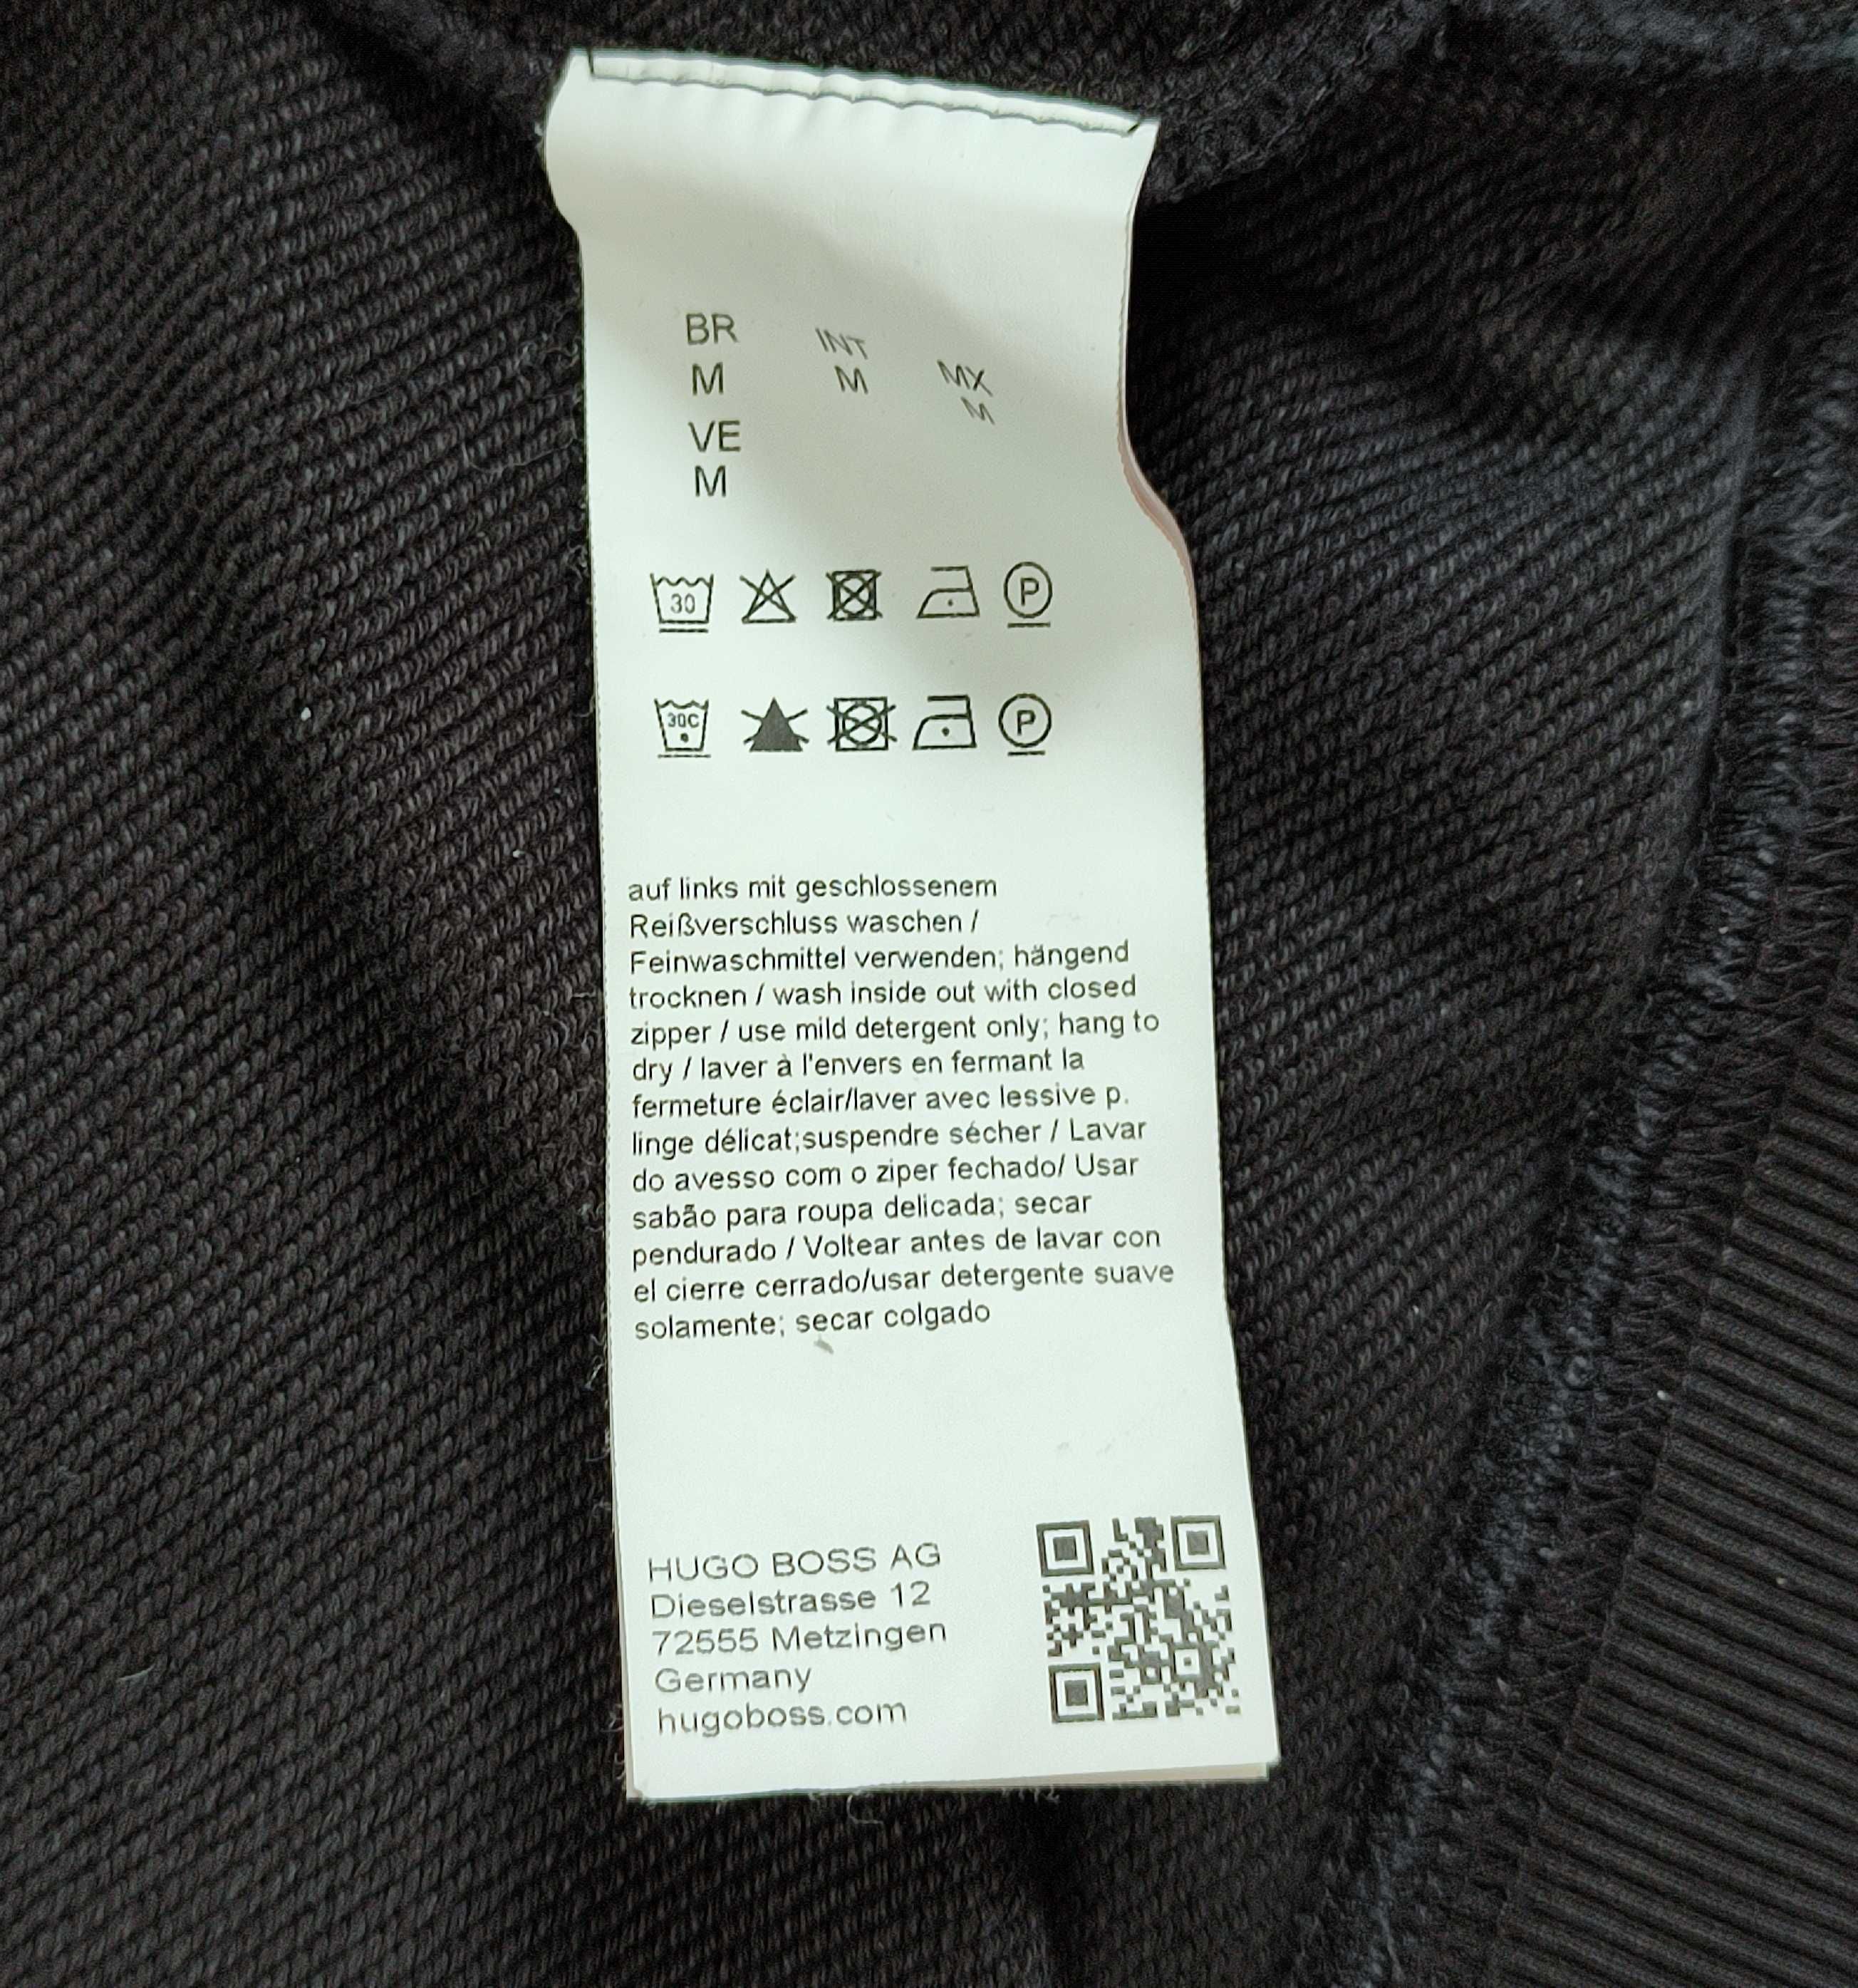 BR INT MX
M M M
VE
M
30 P
30C P
auf links mit geschlossenem
Reißverschluss waschen /
Feinwaschmittel verwenden; hängend
trocknen / wash inside out with closed
zipper / use mild detergent only; hang to
dry / laver à l'envers en fermant la
fermeture éclair/laver avec lessive p.
linge délicat;suspendre sécher / Lavar
do avesso com o ziper fechado/ Usar
sabão para roupa delicada; secar
pendurado / Voltear antes de lavar con
el cierre cerrado/usar detergente suave
solamente; secar colgado
HUGO BOSS AG
Dieselstrasse 12
72555 Metzingen
Germany
hugoboss.com